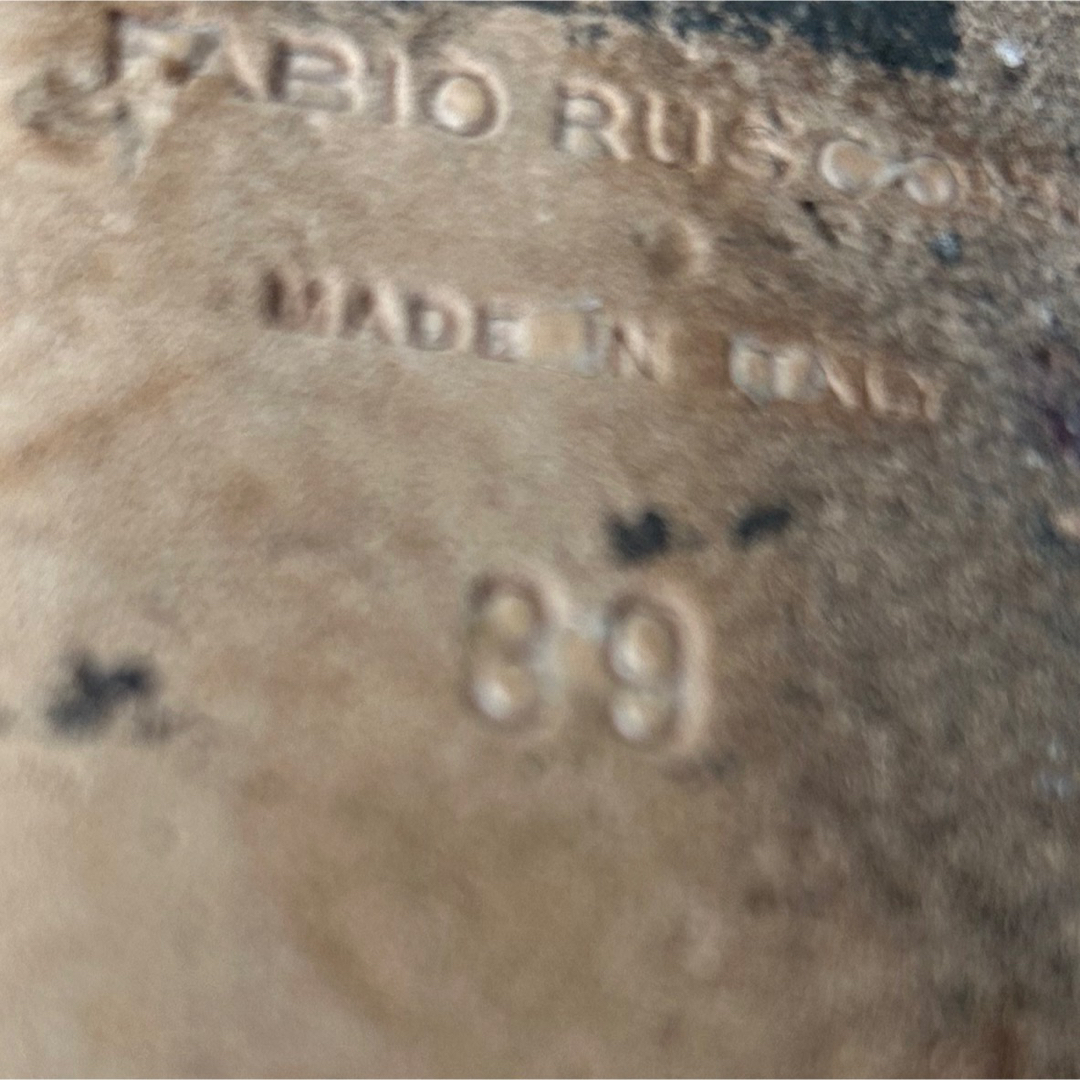 FABIO RUSCONI
MADE IN ITALY
39